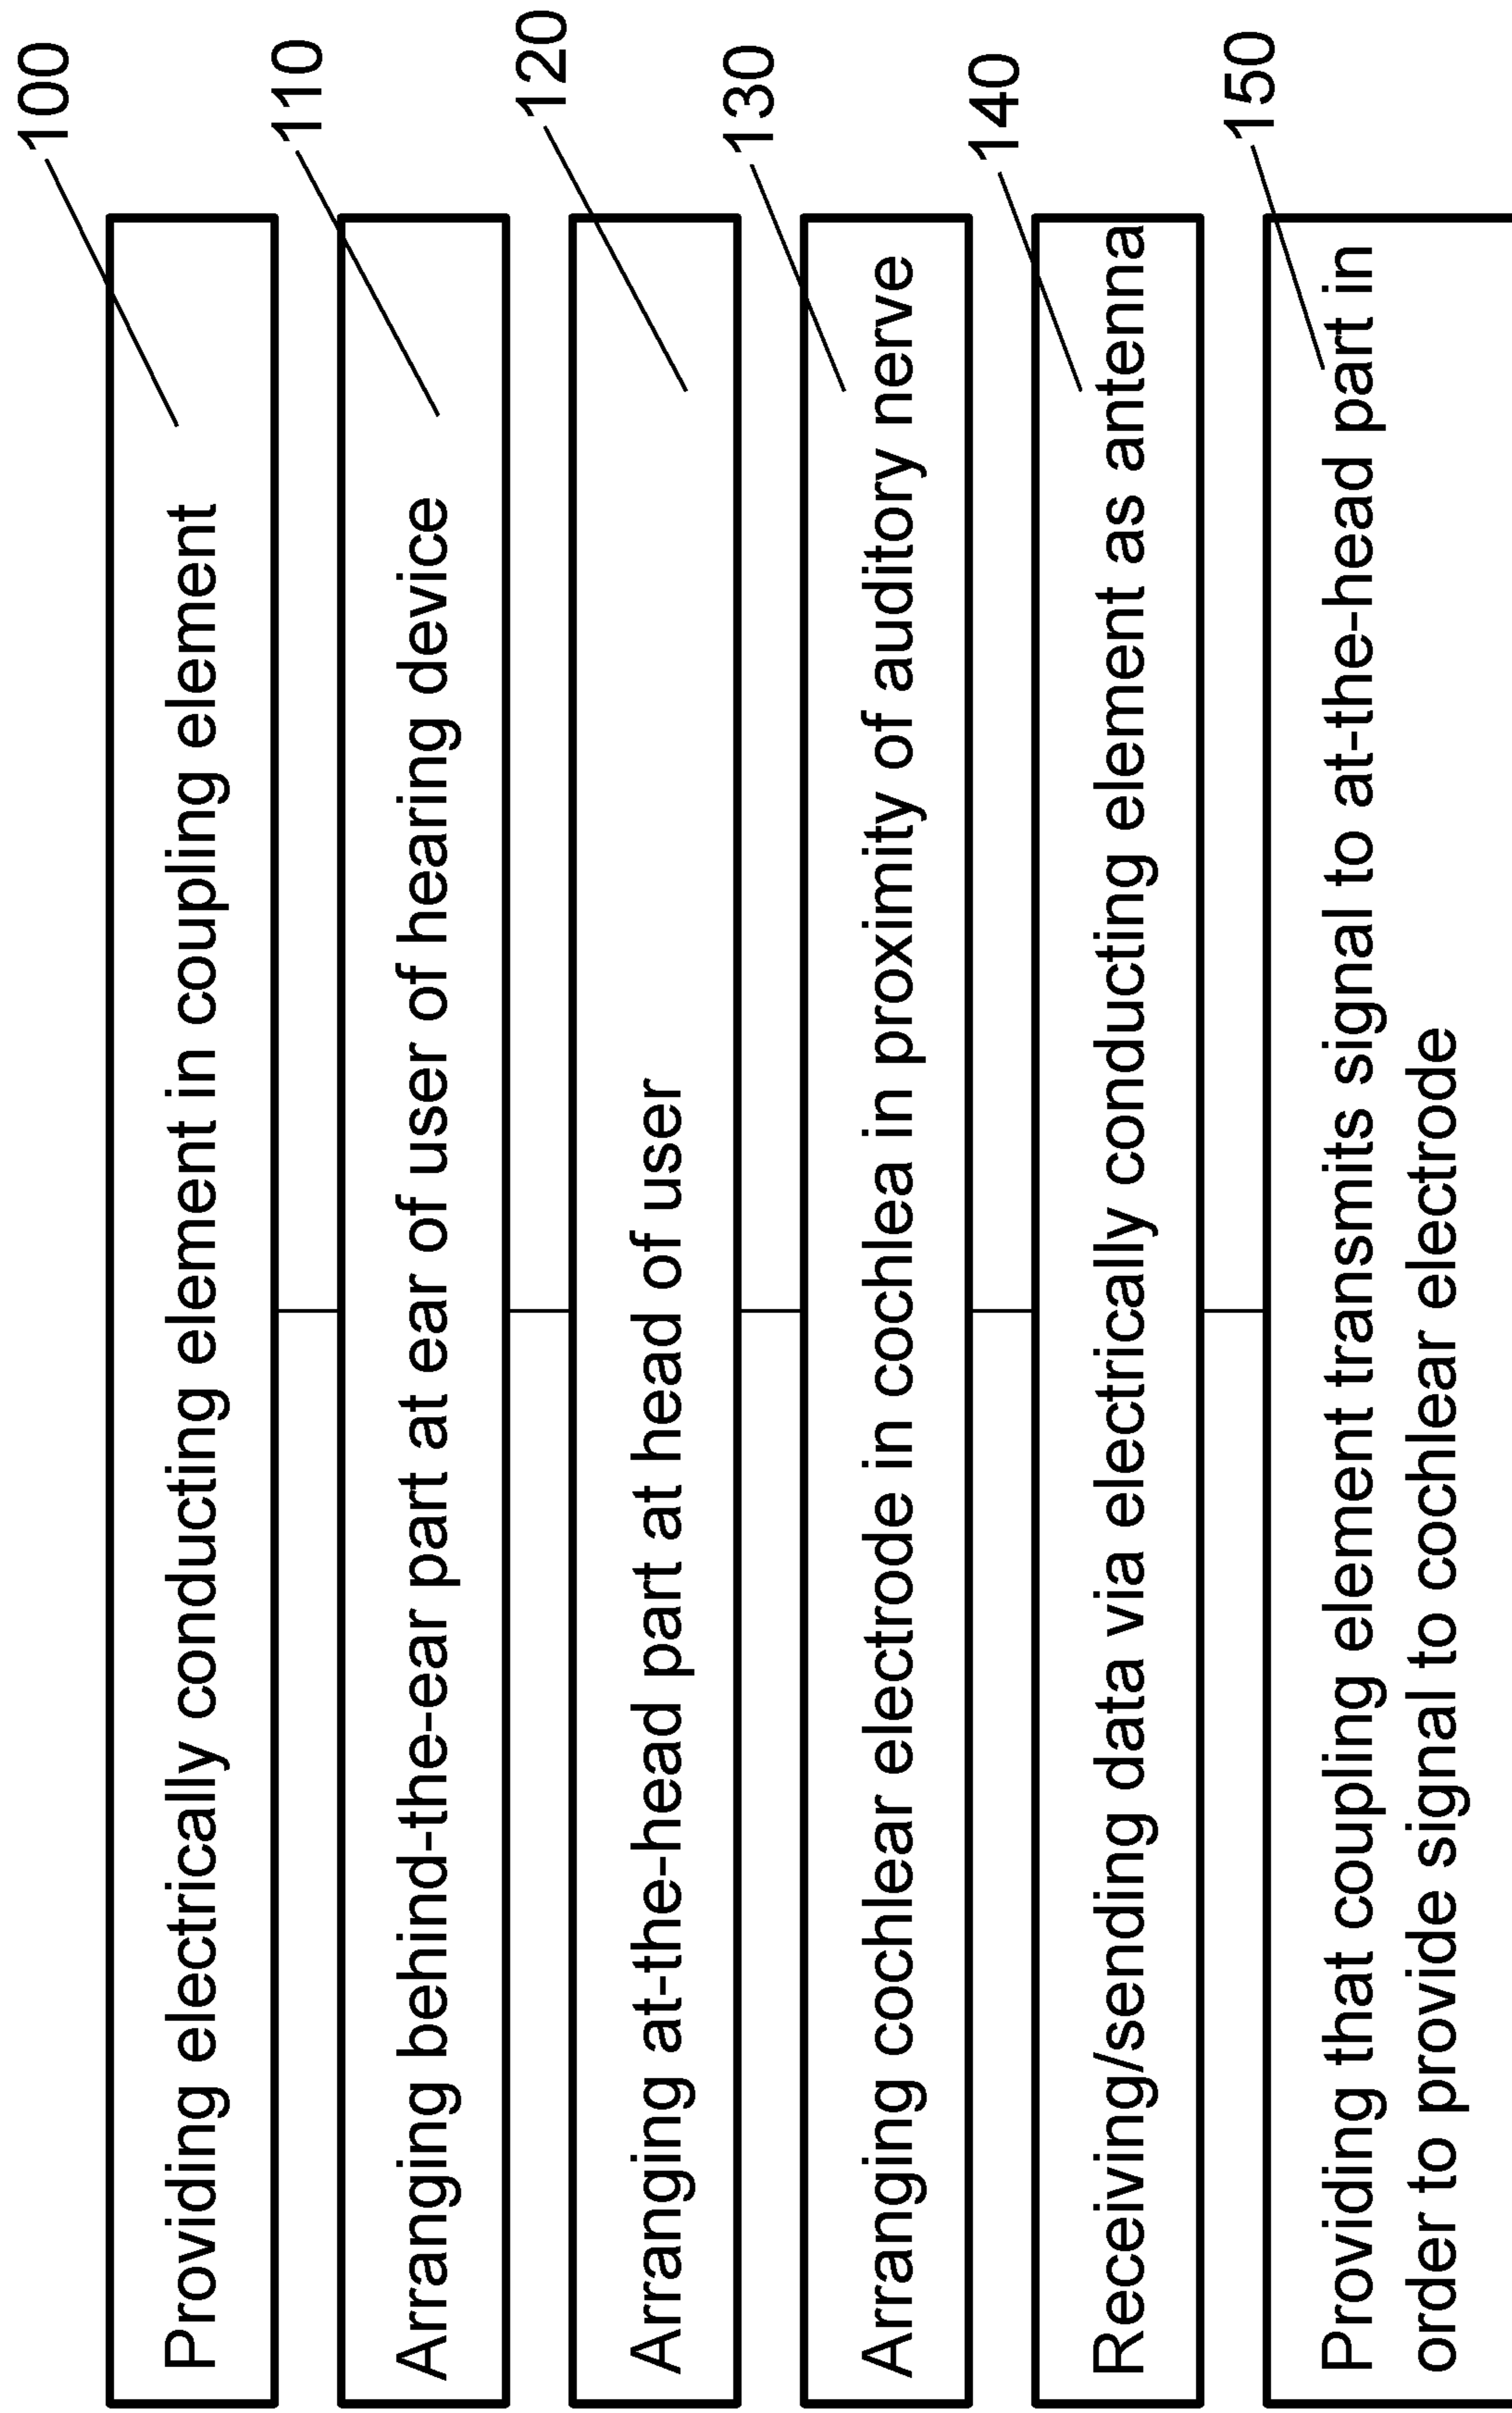 100
Providing electrically conducting element in coupling element
110
Arranging behind-the-ear part at ear of user of hearing device
120
Arranging at-the-head part at head of user
130
Arranging cochlear electrode in cochlea in proximity of auditory nerve
140
Receiving/sending data via electrically conducting element as antenna
150
Providing that coupling element transmits signal to at-the-head part in
order to provide signal to cochlear electrode